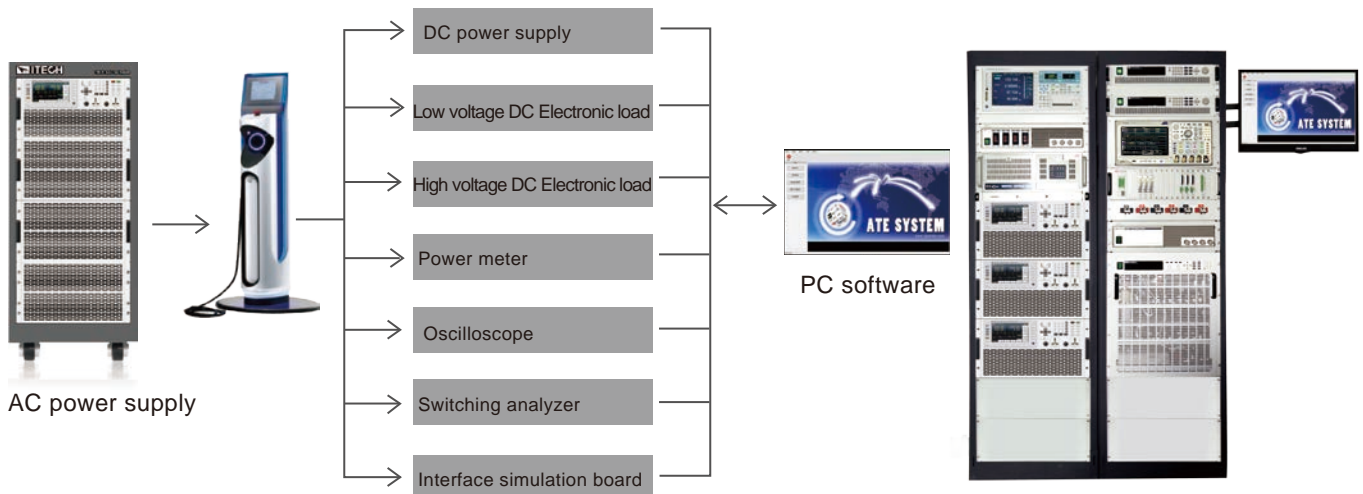 ITECH
AC power supply
DC power supply
Low voltage DC Electronic load
High voltage DC Electronic load
Power meter
Oscilloscope
Switching analyzer
Interface simulation board
ATE SYSTEM
PC software
ATE SYSTEM